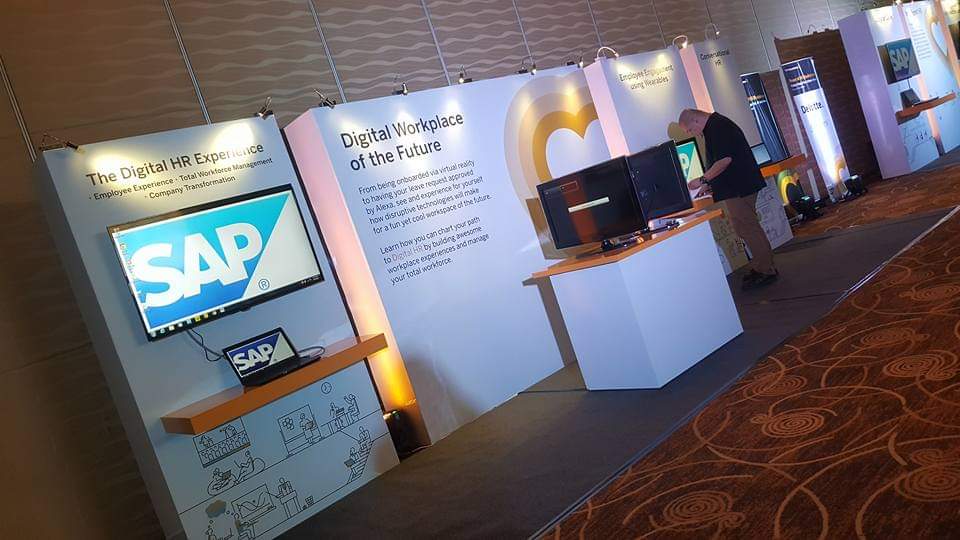 The Digital HR Experience
- Employee Experience - Total Workforce Management
- Company Transformation
SAP
®
SAP
Digital Workplace
of the Future
From being onboarded via virtual reality
to having your leave request approved
by Alexa, see and experience for yourself
how disruptive technologies will make
for a fun yet cool workspace of the future.
Learn how you can chart your path
to Digital HR by building awesome
workplace experiences and manage
your total workforce.
Employee Engagement
using Wearables
Conversational
HR
Deloitte.
SAP